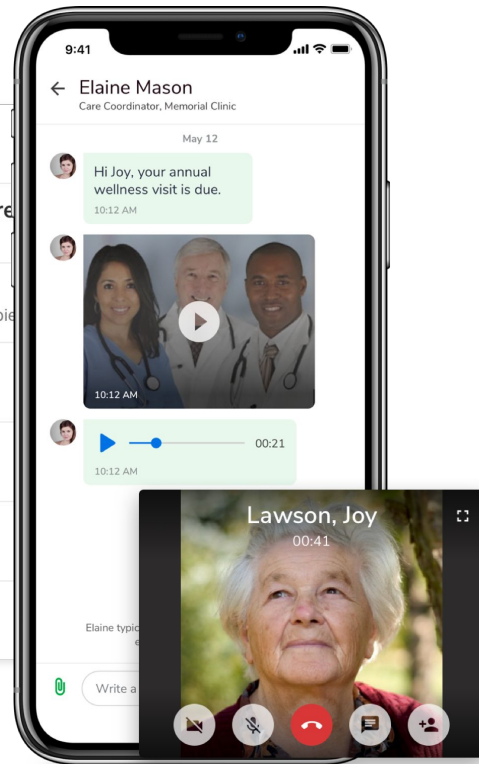 9:41
Elaine Mason
Care Coordinator, Memorial Clinic
May 12
Hi Joy, your annual
wellness visit is due.
10:12 AM
10:12 AM
00:21
10:12 AM
Lawson, Joy
00:41
Elaine
Write a